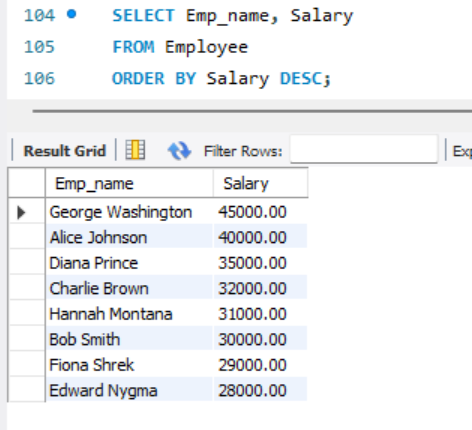 104 SELECT Emp_name, Salary
105 FROM Employee
106 ORDER BY Salary DESC;
Result Grid Filter Rows:
Emp_name Salary
George Washington 45000.00
Alice Johnson 40000.00
Diana Prince 35000.00
Charlie Brown 32000.00
Hannah Montana 31000.00
Bob Smith 30000.00
Fiona Shrek 29000.00
Edward Nygma 28000.00